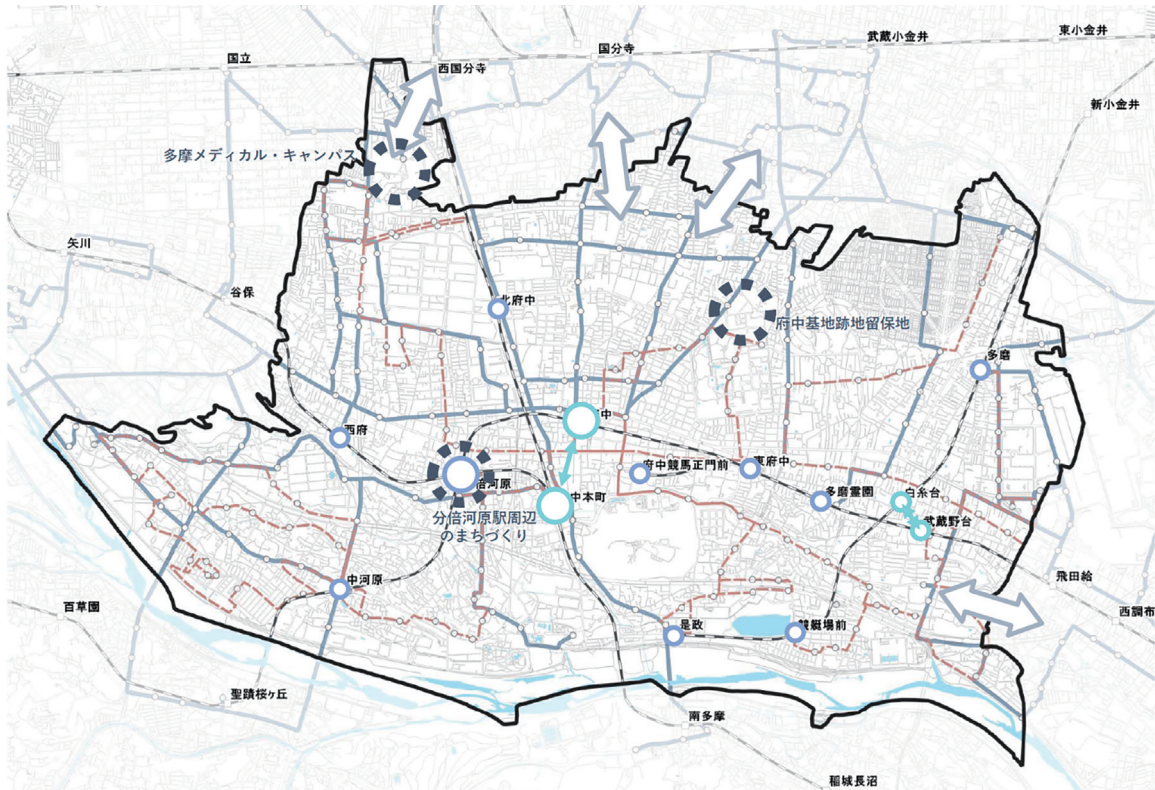 東小金井
武蔵小金井
国分寺
国立
西国分寺
新小金井
多摩メディカル・キャンパス
矢川
谷保
北府中
府中基地跡地留保地
多磨
中
西府
府中競馬正門前
東府中
倍河原
中本町
多磨霊園
白糸台
武蔵野台
分倍河原駅周辺
のまちづくり
中河原
飛田給
百草園
西調布
是政
競艇場前
聖蹟桜ヶ丘
南多摩
稲城長沼